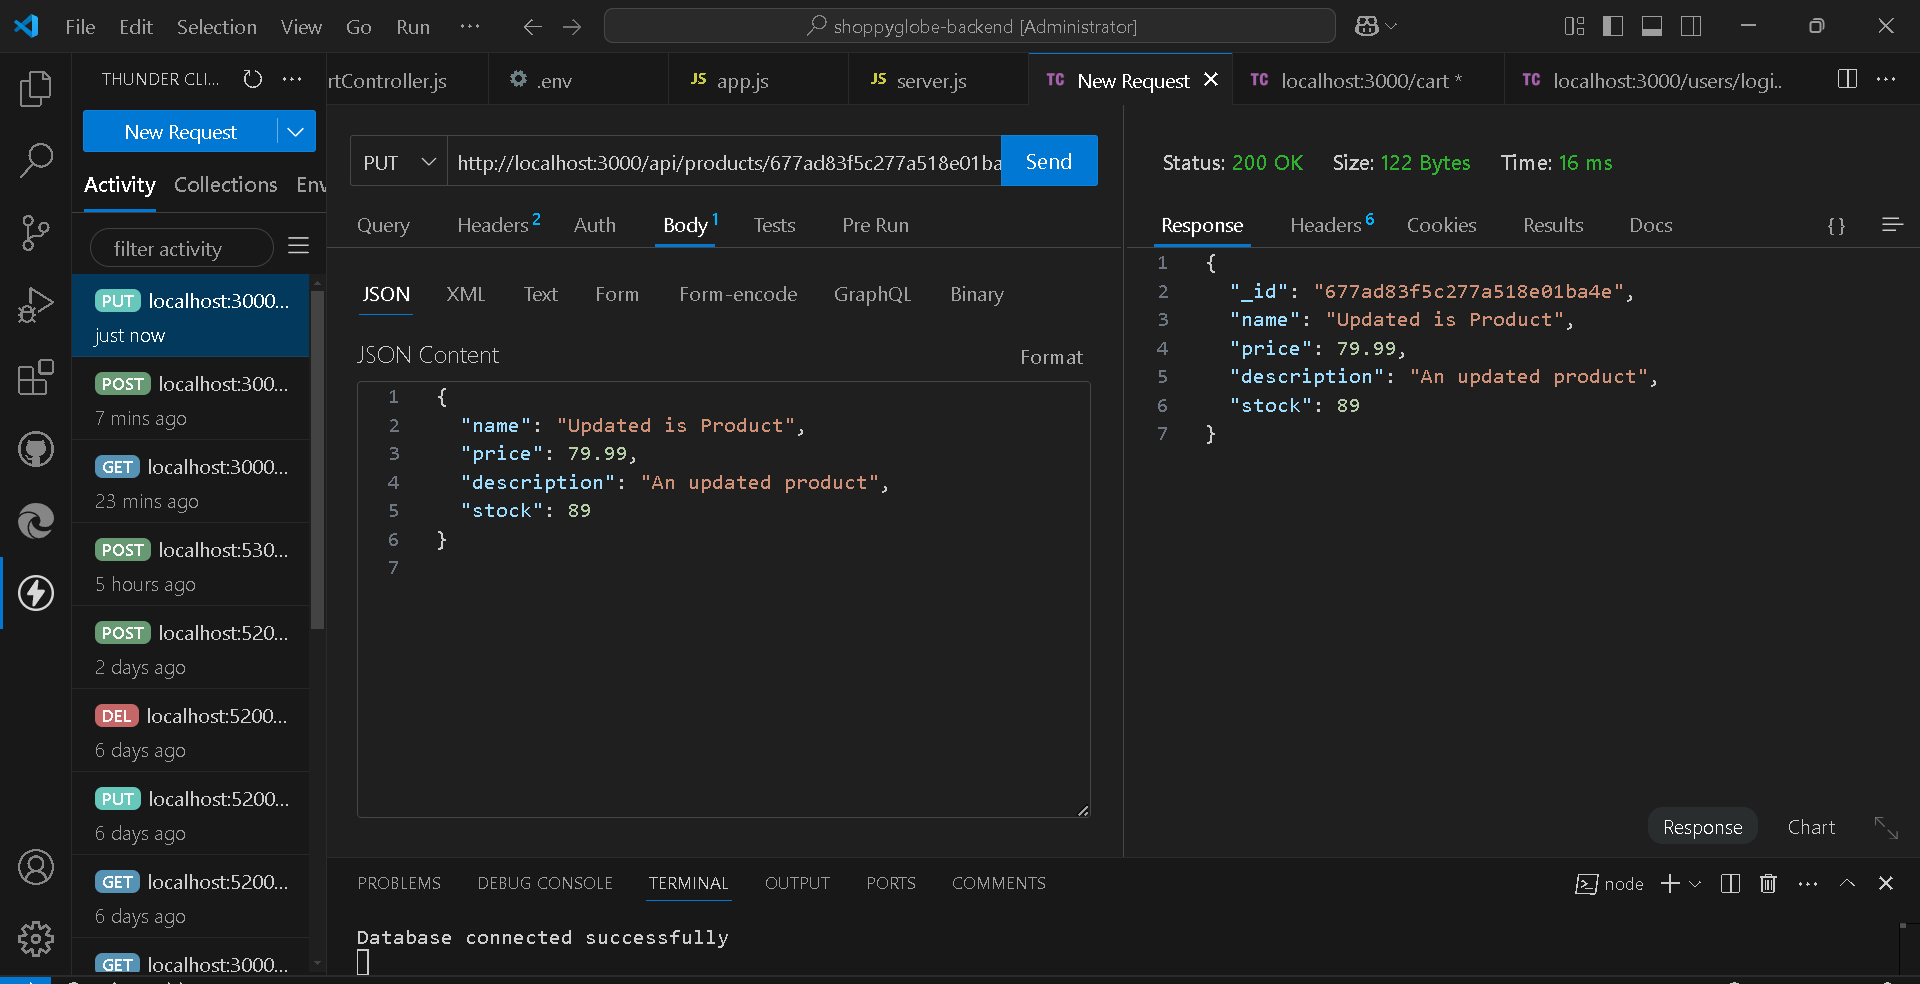 File Edit Selection View Go Run ···
shoppyglobe-backend [Administrator]
THUNDER CLI...
rtController.js
.env
JS app.js
JS server.js
TC New Request
TC localhost:3000/cart *
TC localhost:3000/users/logi..
New Request
Activity Collections Env
filter activity
PUT localhost:3000...
just now
POST localhost:300...
7 mins ago
GET localhost:3000...
23 mins ago
POST localhost:530...
5 hours ago
POST localhost:520...
2 days ago
DEL localhost:5200...
6 days ago
PUT localhost:5200...
6 days ago
GET localhost:5200...
6 days ago
GET localhost:3000...
PUT http://localhost:3000/api/products/677ad83f5c277a518e01ba Send
Query Headers 2 Auth Body 1 Tests Pre Run
JSON XML Text Form Form-encode GraphQL Binary
JSON Content Format
1 {
2 "name": "Updated is Product",
3 "price": 79.99,
4 "description": "An updated product",
5 "stock": 89
6 }
7
Status: 200 OK Size: 122 Bytes Time: 16 ms
Response Headers 6 Cookies Results Docs {}
1 {
2 "_id": "677ad83f5c277a518e01ba4e",
3 "name": "Updated is Product",
4 "price": 79.99,
5 "description": "An updated product",
6 "stock": 89
7 }
Response Chart
PROBLEMS DEBUG CONSOLE TERMINAL OUTPUT PORTS COMMENTS
node
Database connected successfully